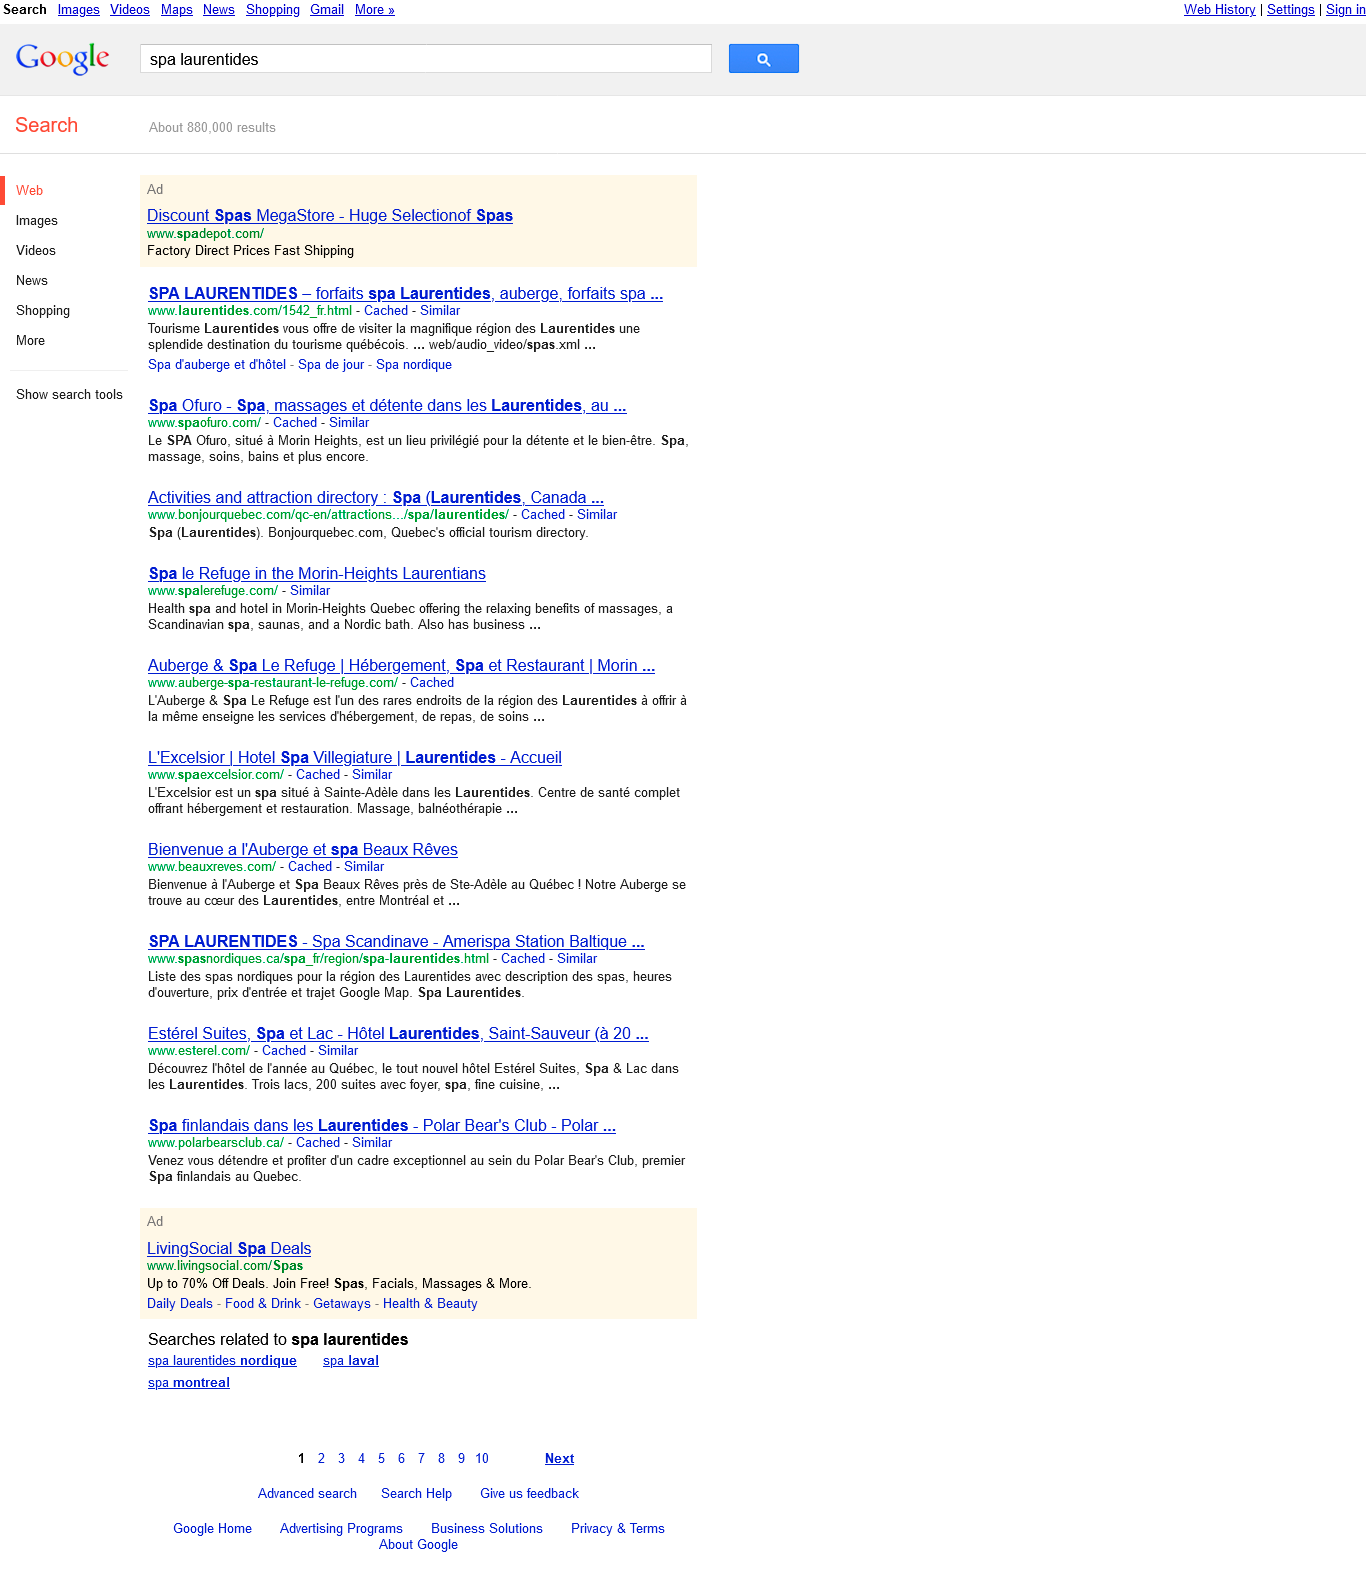 Search Images Videos Maps News Shopping Gmail More »
Web History | Settings | Sign in
Google
spa laurentides
Search
About 880,000 results
Web
Images
Videos
News
Shopping
More
Show search tools
Ad
Discount Spas MegaStore - Huge Selectionof Spas
www.spadepot.com/
Factory Direct Prices Fast Shipping
SPA LAURENTIDES – forfaits spa Laurentides, auberge, forfaits spa ...
www.laurentides.com/1542_fr.html - Cached - Similar
Tourisme Laurentides vous offre de visiter la magnifique région des Laurentides une
splendide destination du tourisme québécois. ... web/audio_video/spas.xml ...
Spa d'auberge et d'hôtel - Spa de jour - Spa nordique
Spa Ofuro - Spa, massages et détente dans les Laurentides, au ...
www.spaofuro.com/ - Cached - Similar
Le SPA Ofuro, situé à Morin Heights, est un lieu privilégié pour la détente et le bien-être. Spa,
massage, soins, bains et plus encore.
Activities and attraction directory : Spa (Laurentides, Canada ...
www.bonjourquebec.com/qc-en/attractions.../spa/laurentides/ - Cached - Similar
Spa (Laurentides). Bonjourquebec.com, Quebec's official tourism directory.
Spa le Refuge in the Morin-Heights Laurentians
www.spalerefuge.com/ - Similar
Health spa and hotel in Morin-Heights Quebec offering the relaxing benefits of massages, a
Scandinavian spa, saunas, and a Nordic bath. Also has business ...
Auberge & Spa Le Refuge | Hébergement, Spa et Restaurant | Morin ...
www.auberge-spa-restaurant-le-refuge.com/ - Cached
L'Auberge & Spa Le Refuge est l'un des rares endroits de la région des Laurentides à offrir à
la même enseigne les services d'hébergement, de repas, de soins ...
L'Excelsior | Hotel Spa Villegiature | Laurentides - Accueil
www.spaexcelsior.com/ - Cached - Similar
L'Excelsior est un spa situé à Sainte-Adèle dans les Laurentides. Centre de santé complet
offrant hébergement et restauration. Massage, balnéothérapie ...
Bienvenue a l'Auberge et spa Beaux Rêves
www.beauxreves.com/ - Cached - Similar
Bienvenue à l'Auberge et Spa Beaux Rêves près de Ste-Adèle au Québec ! Notre Auberge se
trouve au cœur des Laurentides, entre Montréal et ...
SPA LAURENTIDES - Spa Scandinave - Amerispa Station Baltique ...
www.spasnordiques.ca/spa_fr/region/spa-laurentides.html - Cached - Similar
Liste des spas nordiques pour la région des Laurentides avec description des spas, heures
d'ouverture, prix d'entrée et trajet Google Map. Spa Laurentides.
Estérel Suites, Spa et Lac - Hôtel Laurentides, Saint-Sauveur (à 20 ...
www.esterel.com/ - Cached - Similar
Découvrez l'hôtel de l'année au Québec, le tout nouvel hôtel Estérel Suites, Spa & Lac dans
les Laurentides. Trois lacs, 200 suites avec foyer, spa, fine cuisine, ...
Spa finlandais dans les Laurentides - Polar Bear's Club - Polar ...
www.polarbearsclub.ca/ - Cached - Similar
Venez vous détendre et profiter d'un cadre exceptionnel au sein du Polar Bear's Club, premier
Spa finlandais au Quebec.
Ad
LivingSocial Spa Deals
www.livingsocial.com/Spas
Up to 70% Off Deals. Join Free! Spas, Facials, Massages & More.
Daily Deals - Food & Drink - Getaways - Health & Beauty
Searches related to spa laurentides
spa laurentides nordique spa laval
spa montreal
1 2 3 4 5 6 7 8 9 10 Next
Advanced search Search Help Give us feedback
Google Home Advertising Programs Business Solutions Privacy & Terms
About Google